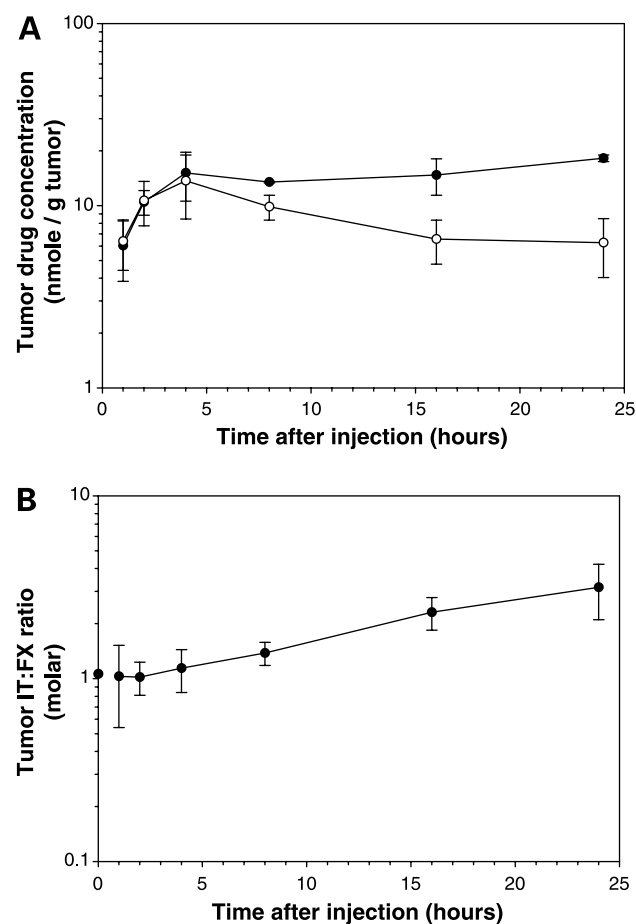 A
Tumor drug concentration
(nmole / g tumor)
100
10
1
0 5 10 15 20 25
Time after injection (hours)
B
Tumor IT:FX ratio
(molar)
10
1
0.1
0 5 10 15 20 25
Time after injection (hours)